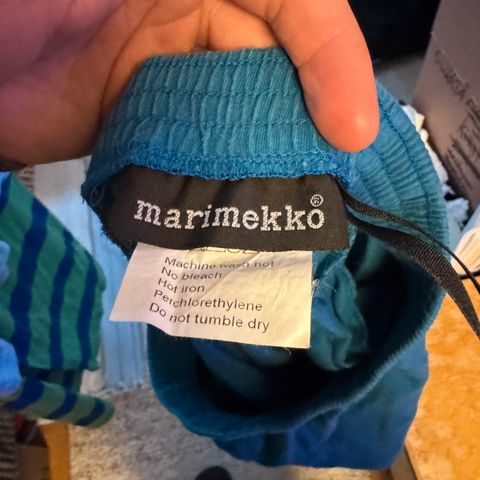 marimekko®
Machine wash hot
No bleach
Hot iron
Perchlorethylene
Do not tumble dry